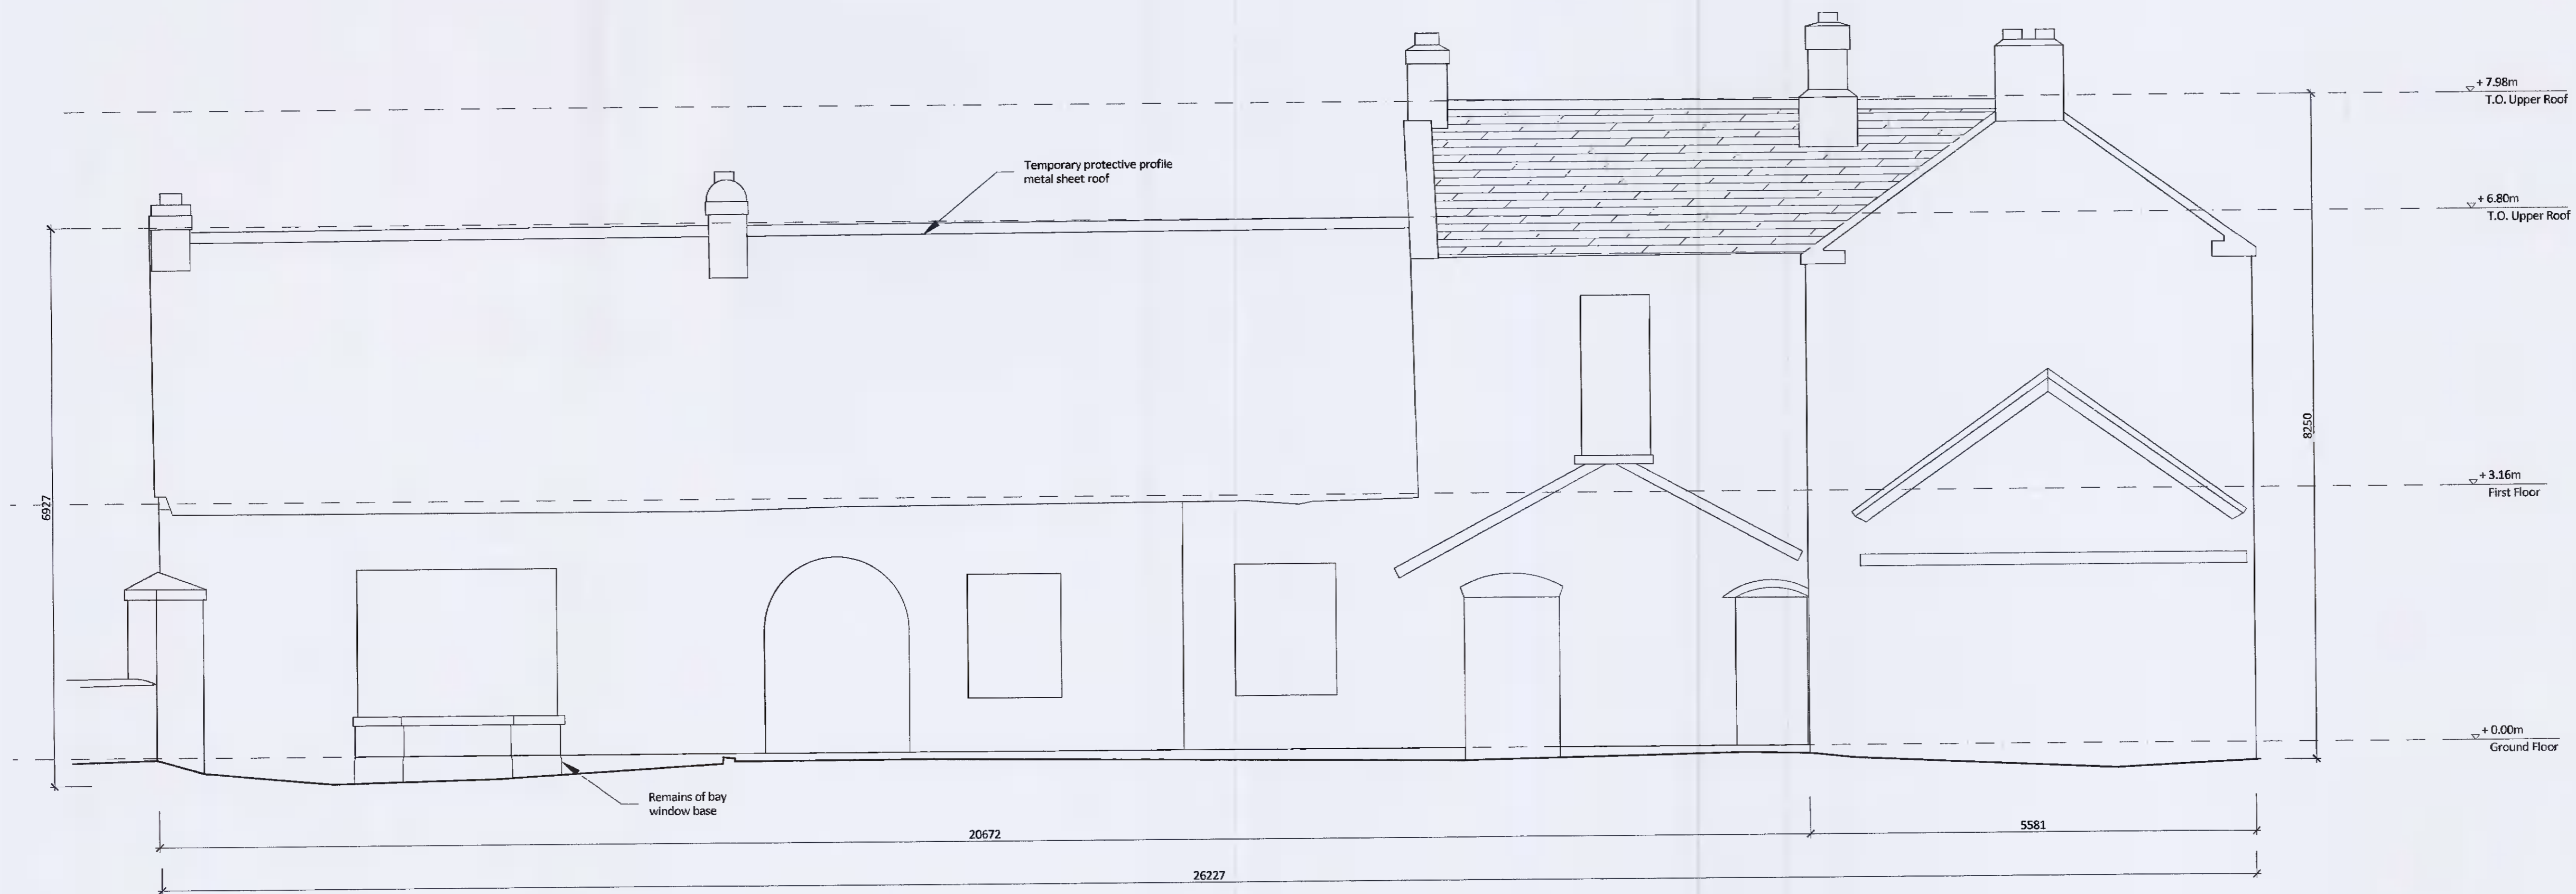 + 7.98m
T.O. Upper Roof
Temporary protective profile
metal sheet roof
+ 6.80m
T.O. Upper Roof
8250
+ 3.16m
First Floor
6927
+ 0.00m
Ground Floor
Remains of bay
window base
20672
5581
26227